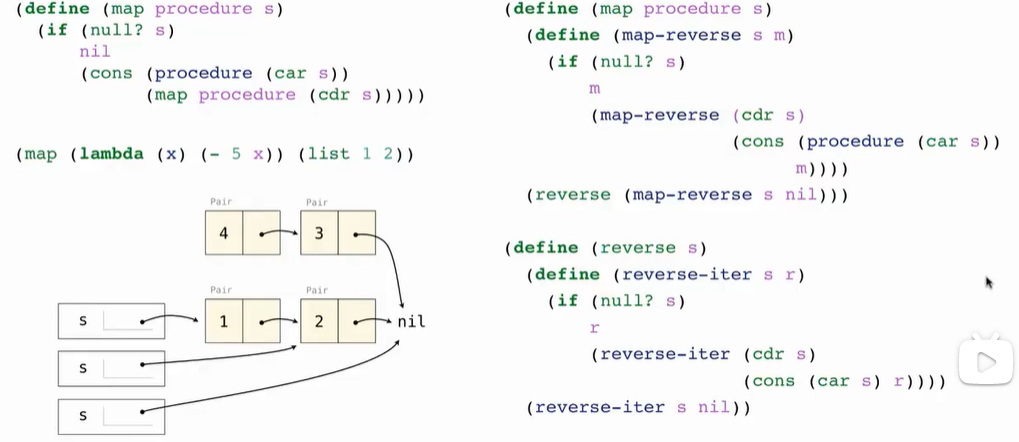 (define (map procedure s)
(if (null? s)
nil
(cons (procedure (car s))
(map procedure (cdr s)))))
(map (lambda (x) (- 5 x)) (list 1 2))
Pair Pair
4 3
Pair Pair
s 1 2 nil
s
s
(define (map procedure s)
(define (map-reverse s m)
(if (null? s)
m
(map-reverse (cdr s)
(cons (procedure (car s))
m))))
(reverse (map-reverse s nil)))
(define (reverse s)
(define (reverse-iter s r)
(if (null? s)
r
(reverse-iter (cdr s)
(cons (car s) r))))
(reverse-iter s nil))